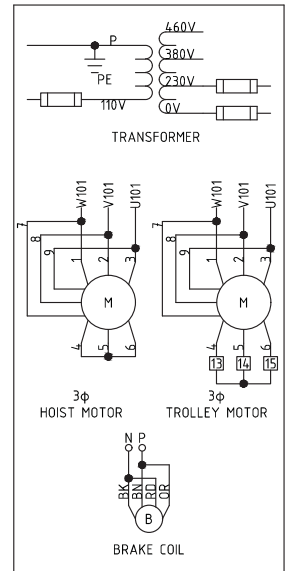 460V
P
380V
PE
230V
110V
0V
TRANSFORMER
W101 V101 U101
W101 V101 U101
7 8 9 1 2 3
7 8 9 1 2 3
M
M
4 5 6
4 5 6
13 14 15
3ϕ
HOIST MOTOR
3ϕ
TROLLEY MOTOR
N P
BK BN RD OR
B
BRAKE COIL